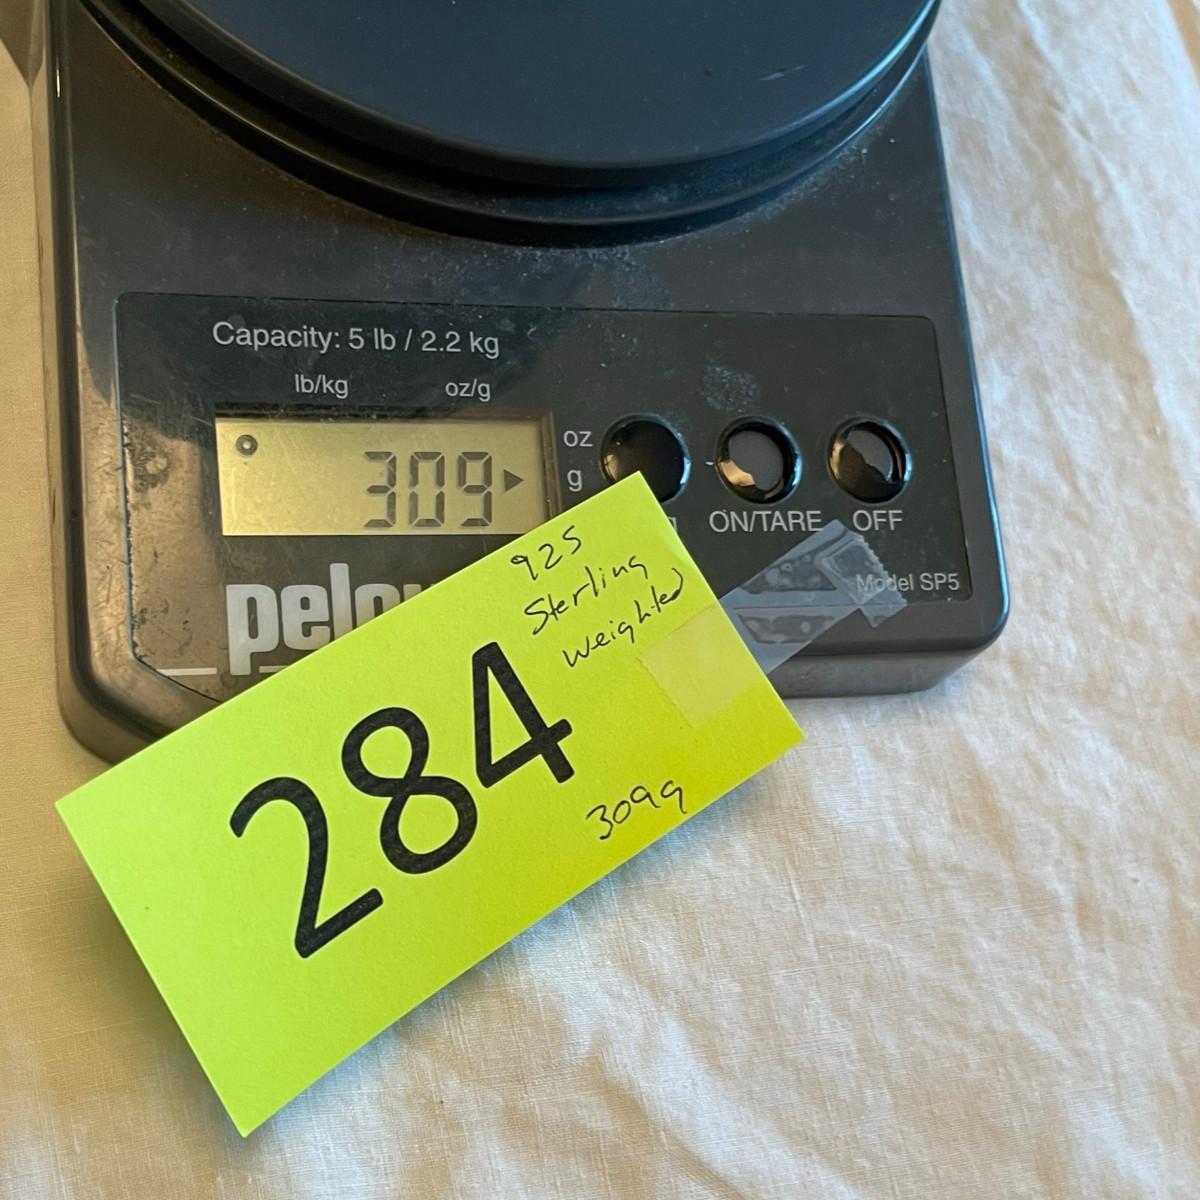 Capacity: 5 lb / 2.2 kg
lb/kg oz/g
309
oz
g
ON/TARE OFF
Model SP5
925
Sterling
weighted
284
309g